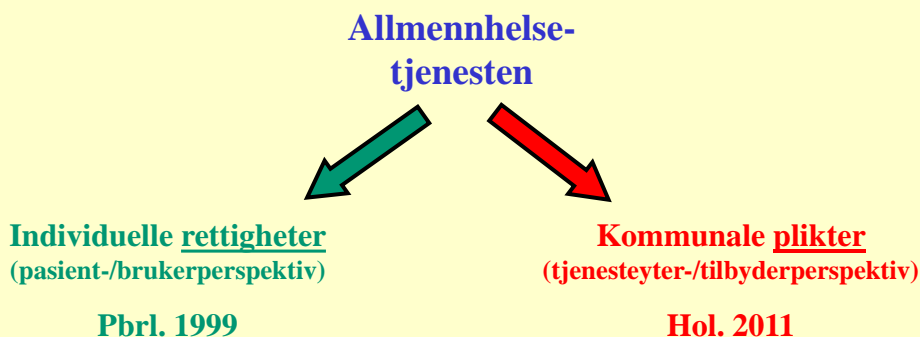 Allmennhelse-
tjenesten
Individuelle rettigheter
(pasient-/brukerperspektiv)
Pbrl. 1999
Kommunale plikter
(tjenesteyter-/tilbyderperspektiv)
Hol. 2011